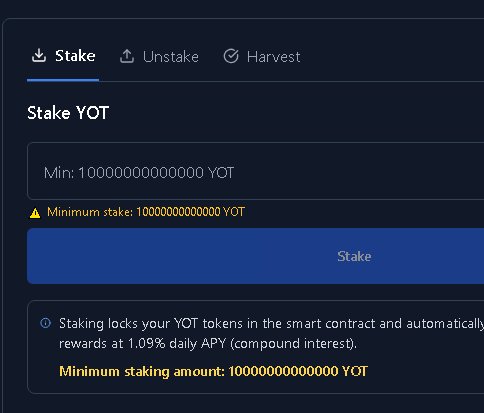 Stake Unstake Harvest
Stake YOT
Min: 10000000000000 YOT
Minimum stake: 10000000000000 YOT
Stake
Staking locks your YOT tokens in the smart contract and automatically
rewards at 1.09% daily APY (compound interest).
Minimum staking amount: 10000000000000 YOT